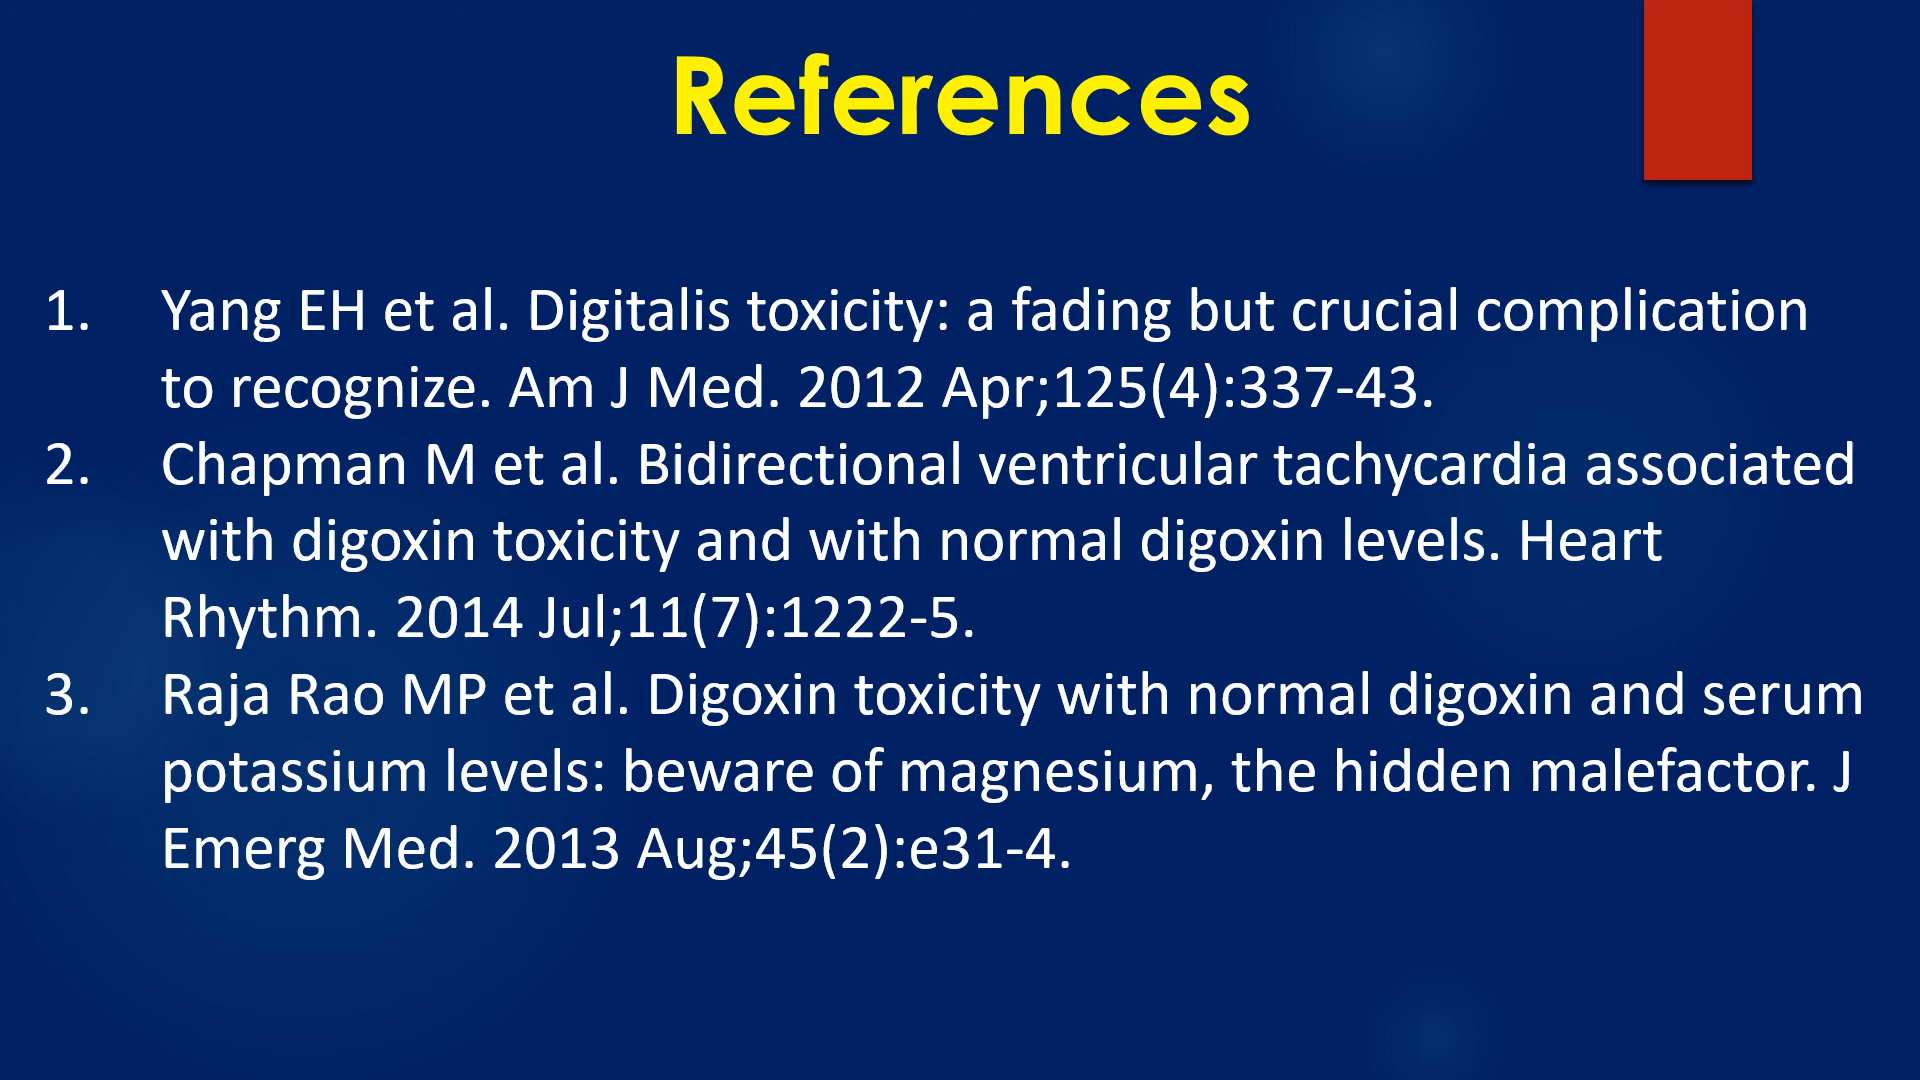 References
1. Yang EH et al. Digitalis toxicity: a fading but crucial complication
to recognize. Am J Med. 2012 Apr;125(4):337-43.
2. Chapman M et al. Bidirectional ventricular tachycardia associated
with digoxin toxicity and with normal digoxin levels. Heart
Rhythm. 2014 Jul;11(7):1222-5.
3. Raja Rao MP et al. Digoxin toxicity with normal digoxin and serum
potassium levels: beware of magnesium, the hidden malefactor. J
Emerg Med. 2013 Aug;45(2):e31-4.